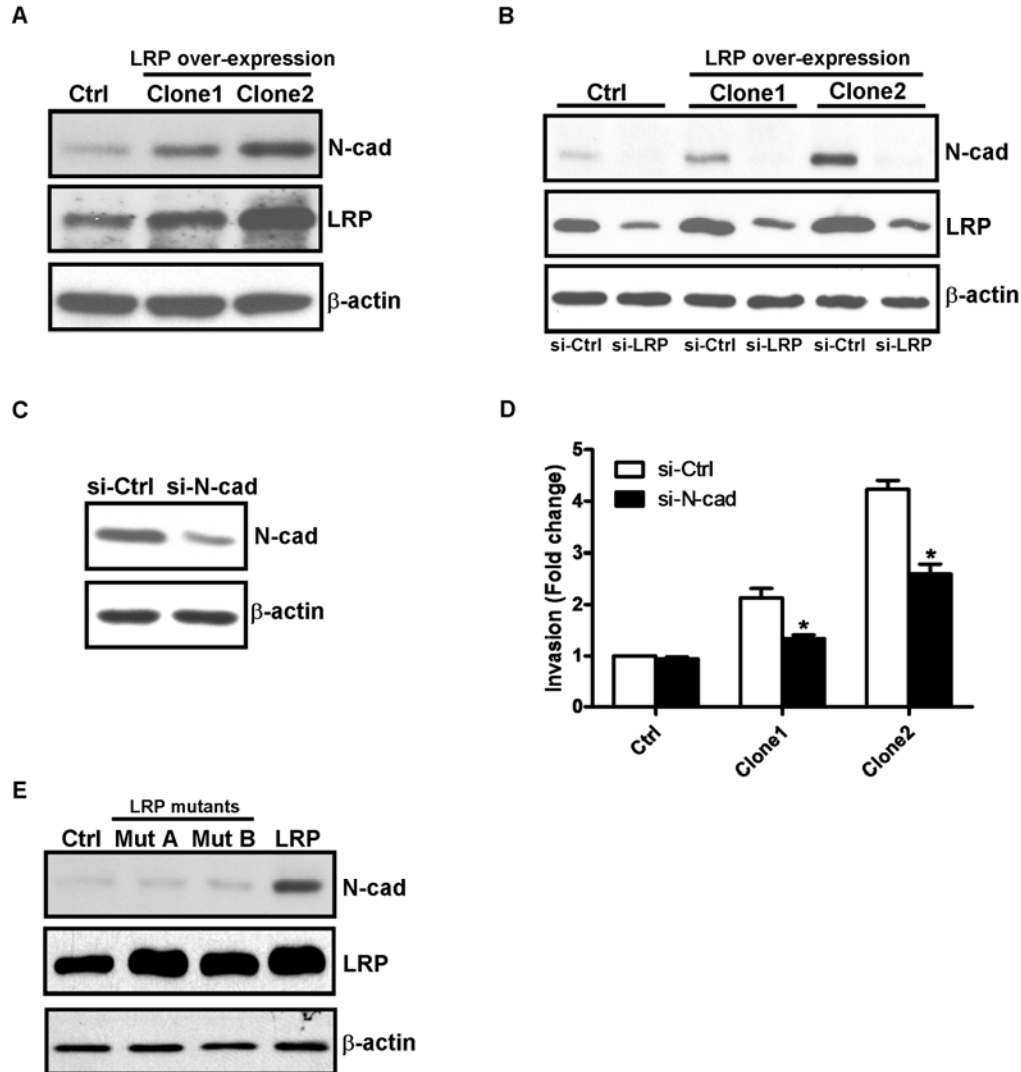 A
LRP over-expression
Ctrl Clone1 Clone2
N-cad
LRP
β-actin
B
LRP over-expression
Ctrl Clone1 Clone2
N-cad
LRP
β-actin
si-Ctrl si-LRP si-Ctrl si-LRP si-Ctrl si-LRP
C
si-Ctrl si-N-cad
N-cad
β-actin
D
Invasion (Fold change)
5
4
3
2
1
0
si-Ctrl
si-N-cad
*
*
Ctrl
Clone1
Clone2
E
LRP mutants
Ctrl Mut A Mut B LRP
N-cad
LRP
β-actin